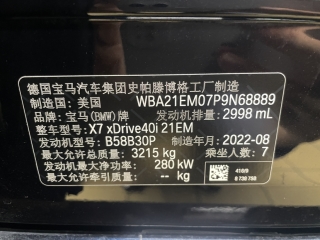 德国宝马汽车集团史帕滕博格工厂制造
制造国：美国 WBA21EM07P9N68889
品牌：宝马(BMW)牌 发动机排量：2998 mL
整车型号：X7 xDrive40i 21EM
发动机型号：B58B30P 制造年月：2022-08
最大允许总质量：3215 kg 乘坐人数：7
发动机最大净功率：280 kW
最大允许牵引质量：-- kg